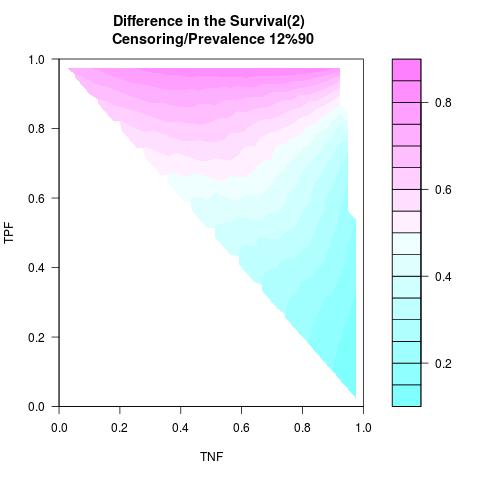 Difference in the Survival(2)
Censoring/Prevalence 12%90
1.0
0.8
0.6
0.4
0.2
0.0
TPF
0.0 0.2 0.4 0.6 0.8 1.0
TNF
0.8
0.6
0.4
0.2